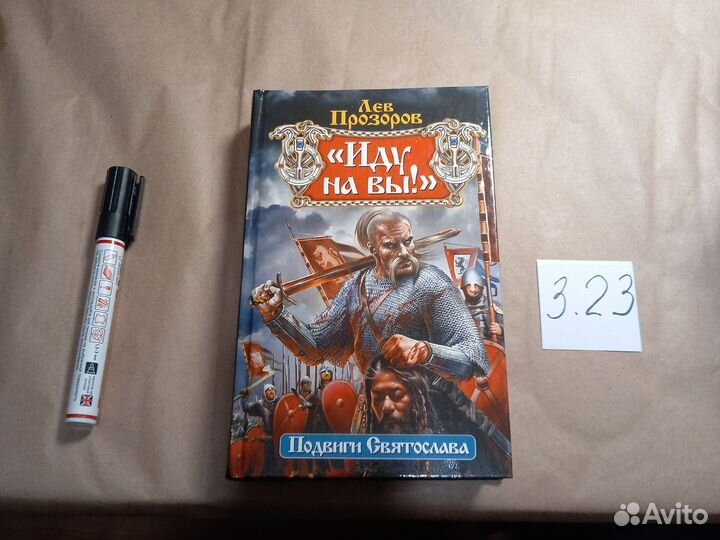 Лев
Прозоров
«Иду
на вы!»
Подвиги Святослава
3.23
Avito